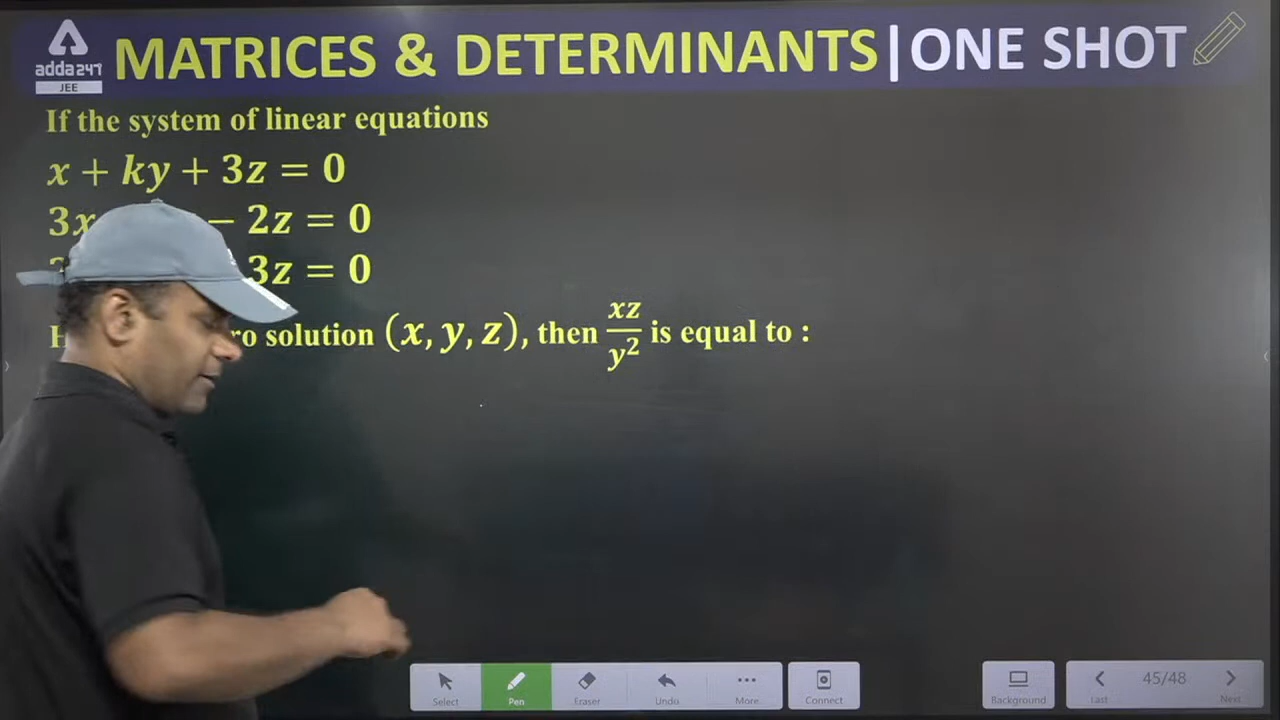 adda247
JEE
MATRICES & DETERMINANTS|ONE SHOT
If the system of linear equations
x + ky + 3z = 0
3x − 2z = 0
3z = 0
solution (x, y, z), then xz/y² is equal to :
Select
Pen
Eraser
Undo
More
Connect
Background
Last
45/48
Next